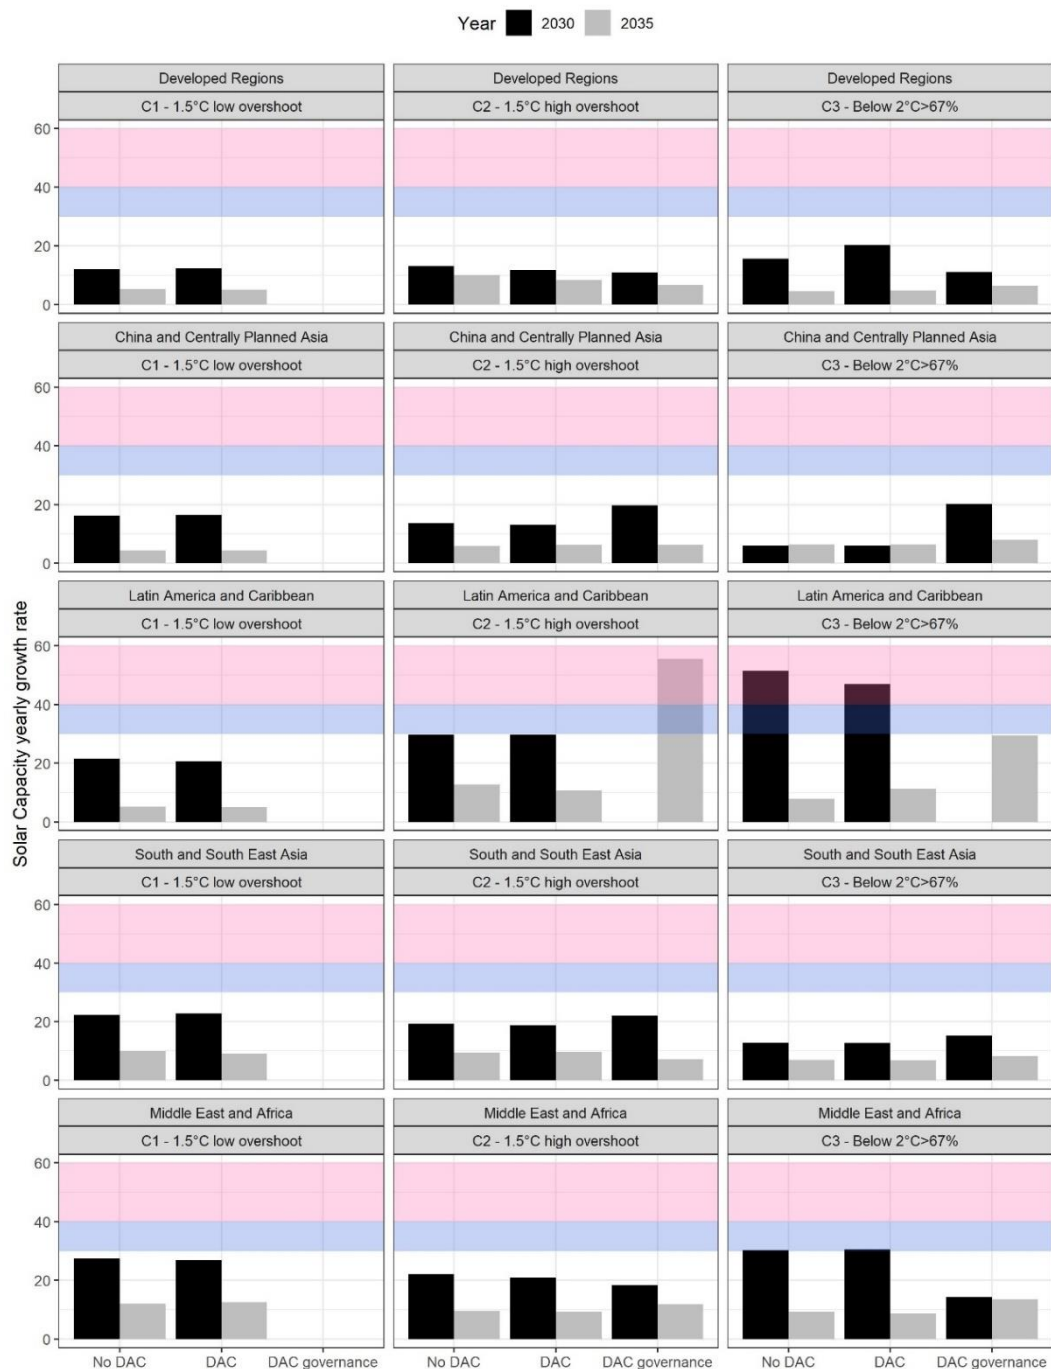 Year 2030 2035
Developed Regions Developed Regions Developed Regions
C1 - 1.5°C low overshoot C2 - 1.5°C high overshoot C3 - Below 2°C>67%
60
40
20
0
China and Centrally Planned Asia China and Centrally Planned Asia China and Centrally Planned Asia
C1 - 1.5°C low overshoot C2 - 1.5°C high overshoot C3 - Below 2°C>67%
60
40
20
0
Latin America and Caribbean Latin America and Caribbean Latin America and Caribbean
C1 - 1.5°C low overshoot C2 - 1.5°C high overshoot C3 - Below 2°C>67%
60
40
20
0
Solar Capacity yearly growth rate
South and South East Asia South and South East Asia South and South East Asia
C1 - 1.5°C low overshoot C2 - 1.5°C high overshoot C3 - Below 2°C>67%
60
40
20
0
Middle East and Africa Middle East and Africa Middle East and Africa
C1 - 1.5°C low overshoot C2 - 1.5°C high overshoot C3 - Below 2°C>67%
60
40
20
0
No DAC DAC DAC governance No DAC DAC DAC governance No DAC DAC DAC governance